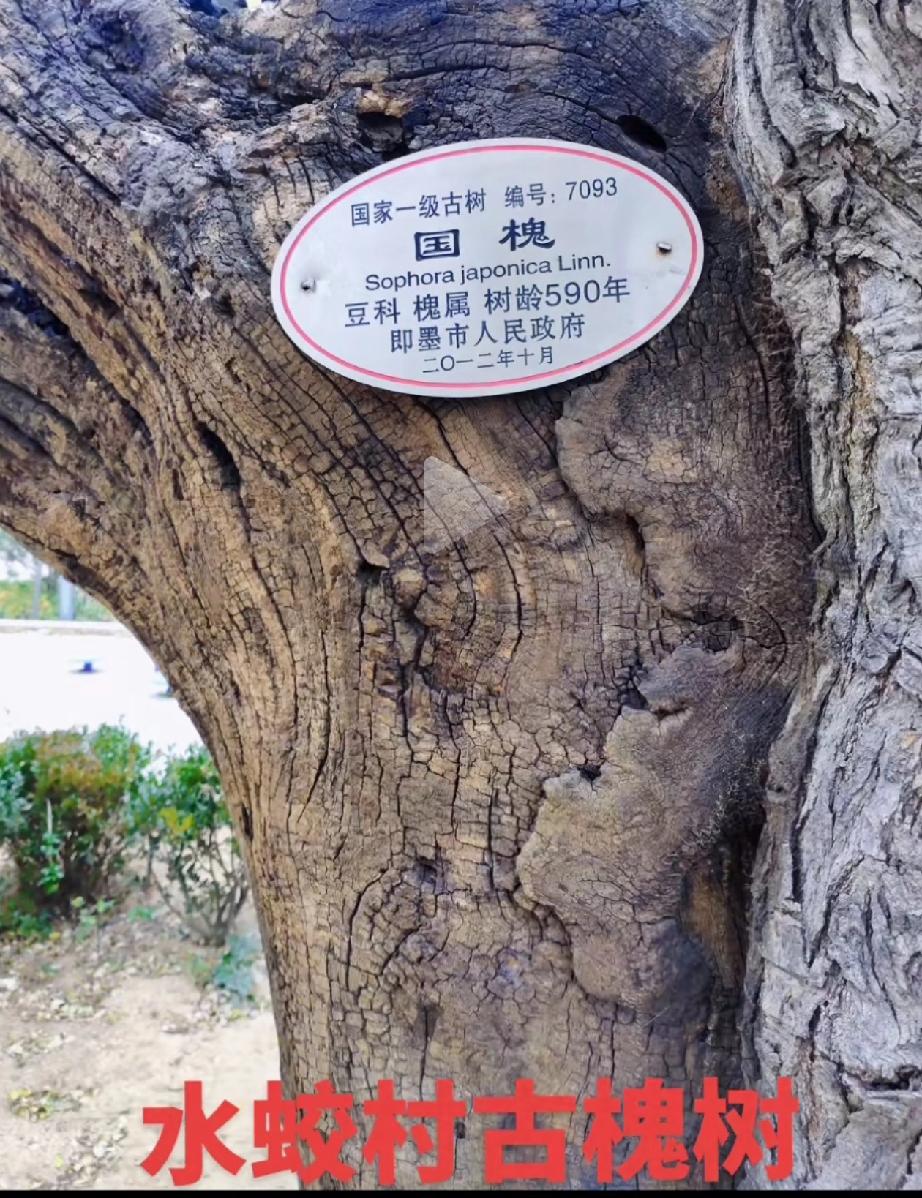 国家一级古树 编号：7093
国 槐
Sophora japonica Linn.
豆科 槐属 树龄590年
即墨市人民政府
二〇一二年十月
水蛟村古槐树